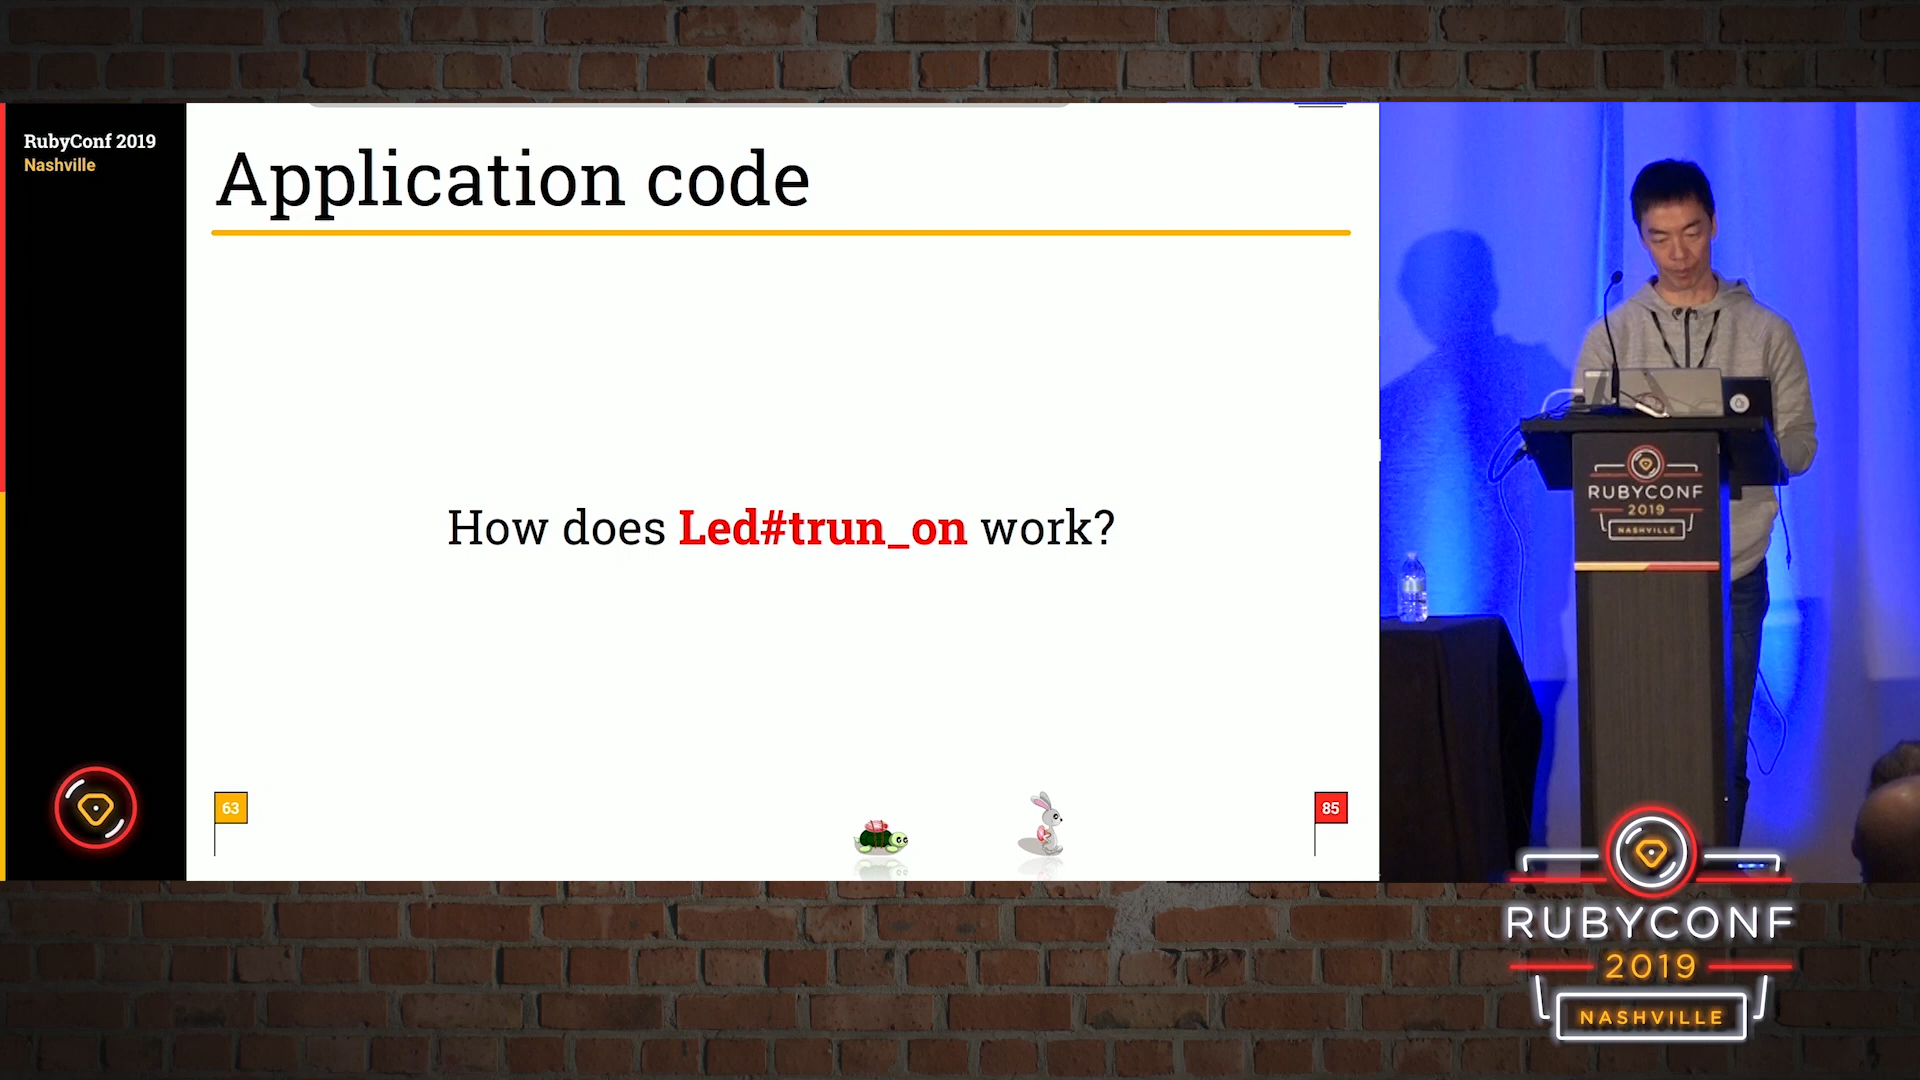 RubyConf 2019
Nashville
Application code
How does Led#trun_on work?
63
85
RUBYCONF
2019
NASHVILLE
RUBYCONF
2019
NASHVILLE